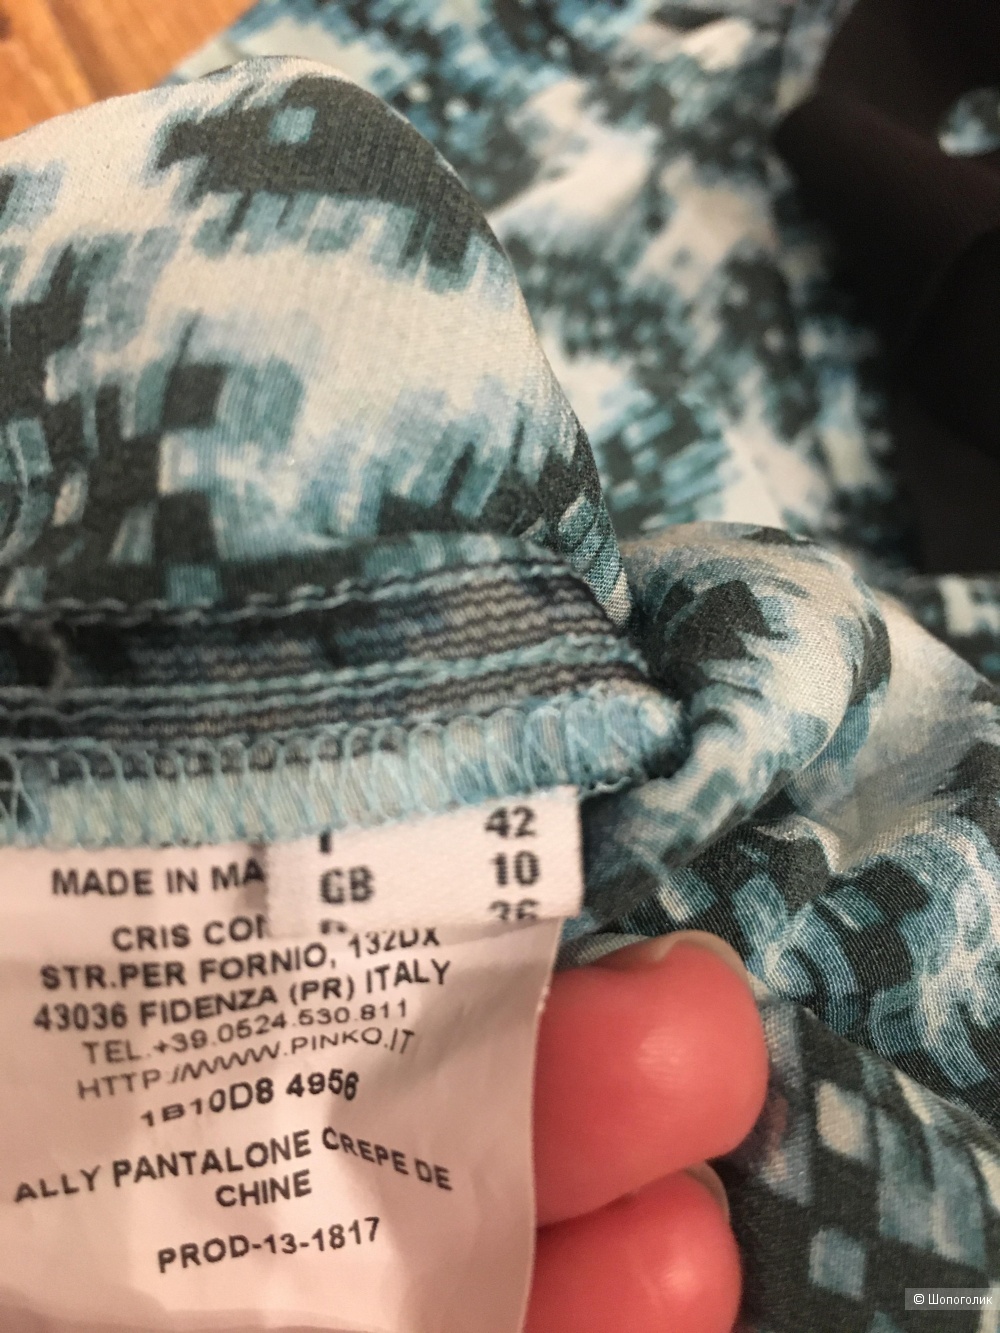 42
GB 10
36
MADE IN MA
CRIS CON
STR.PER FORNIO, 132DX
43036 FIDENZA (PR) ITALY
TEL.+39.0524.530.811
HTTP://WWW.PINKO.IT
1B10D8 4956
ALLY PANTALONE CREPE DE
CHINE
PROD-13-1817
© Шопоголик